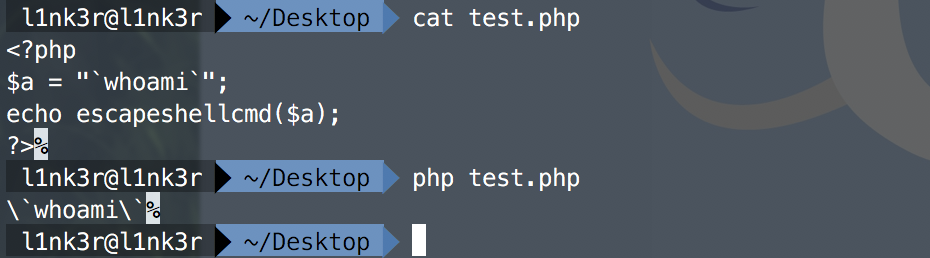 l1nk3r@l1nk3r ~/Desktop cat test.php
<?php
$a = "`whoami`";
echo escapeshellcmd($a);
?>%
l1nk3r@l1nk3r ~/Desktop php test.php
\`whoami\`%
l1nk3r@l1nk3r ~/Desktop